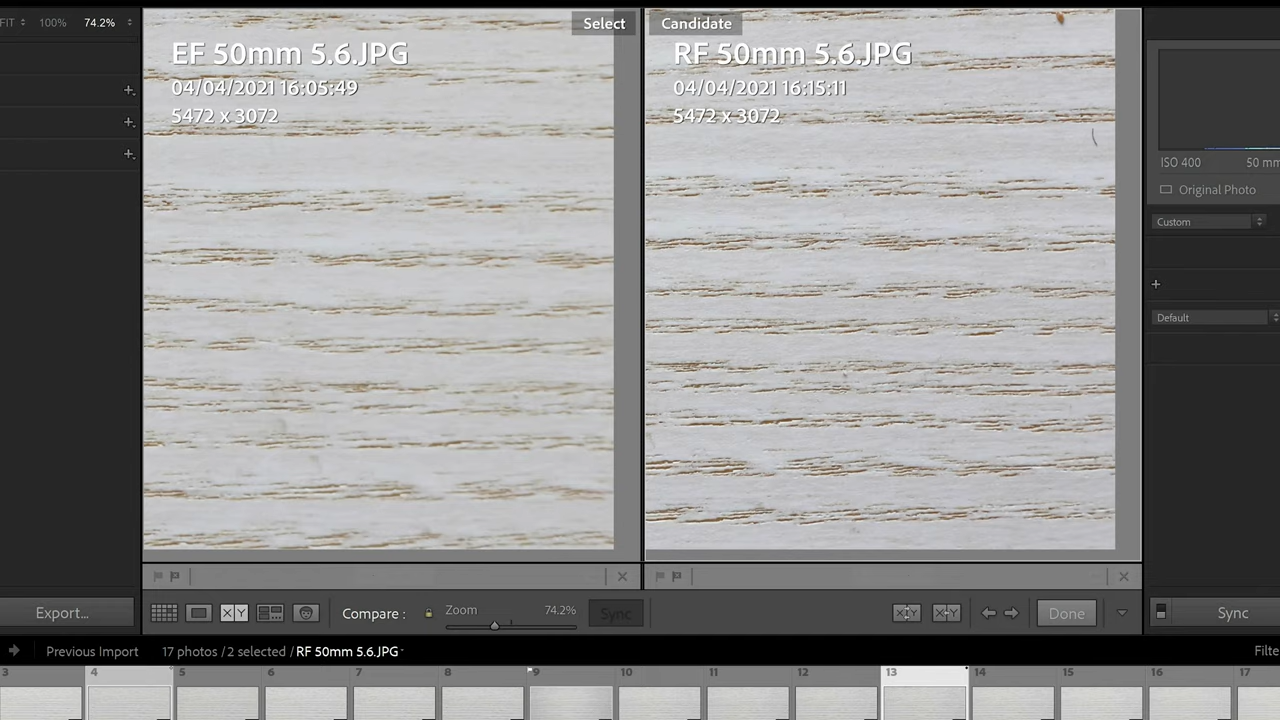 FIT 100% 74.2%
Select
Candidate
EF 50mm 5.6.JPG
04/04/2021 16:05:49
5472 x 3072
RF 50mm 5.6.JPG
04/04/2021 16:15:11
5472 x 3072
ISO 400 50 mm
Original Photo
Custom
Default
Export...
XY
Compare :
Zoom
74.2%
Sync
Done
Sync
Previous Import 17 photos / 2 selected / RF 50mm 5.6.JPG
Filte
3 4 5 6 7 8 9 10 11 12 13 14 15 16 17